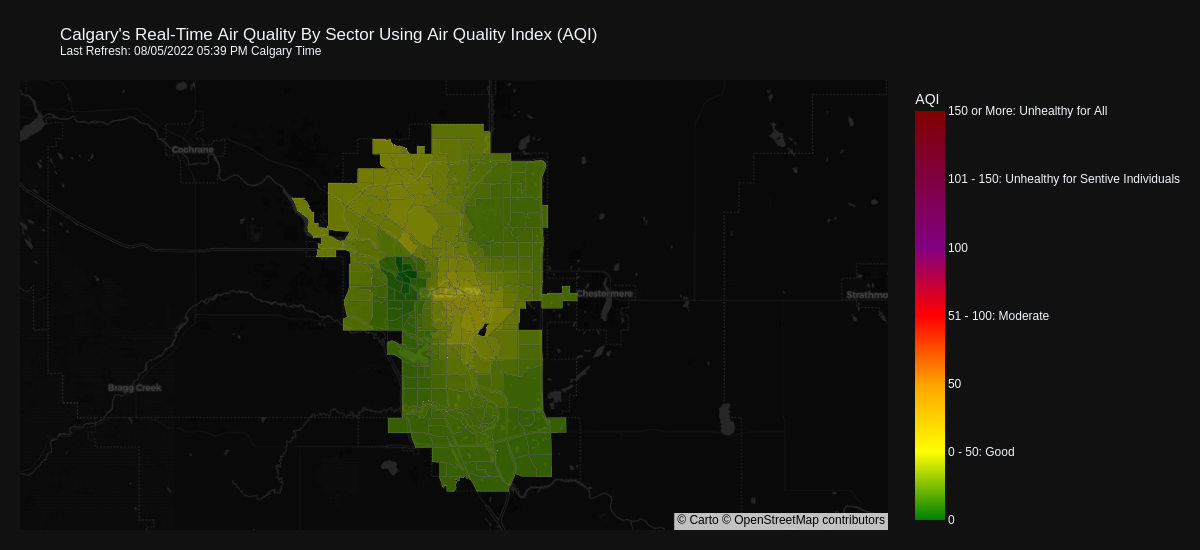 Calgary's Real-Time Air Quality By Sector Using Air Quality Index (AQI)
Last Refresh: 08/05/2022 05:39 PM Calgary Time
AQI
150 or More: Unhealthy for All
Cochrane
101 - 150: Unhealthy for Sentive Individuals
100
Chestermere
Strathmo
51 - 100: Moderate
Bragg Creek
50
0 - 50: Good
0
© Carto © OpenStreetMap contributors